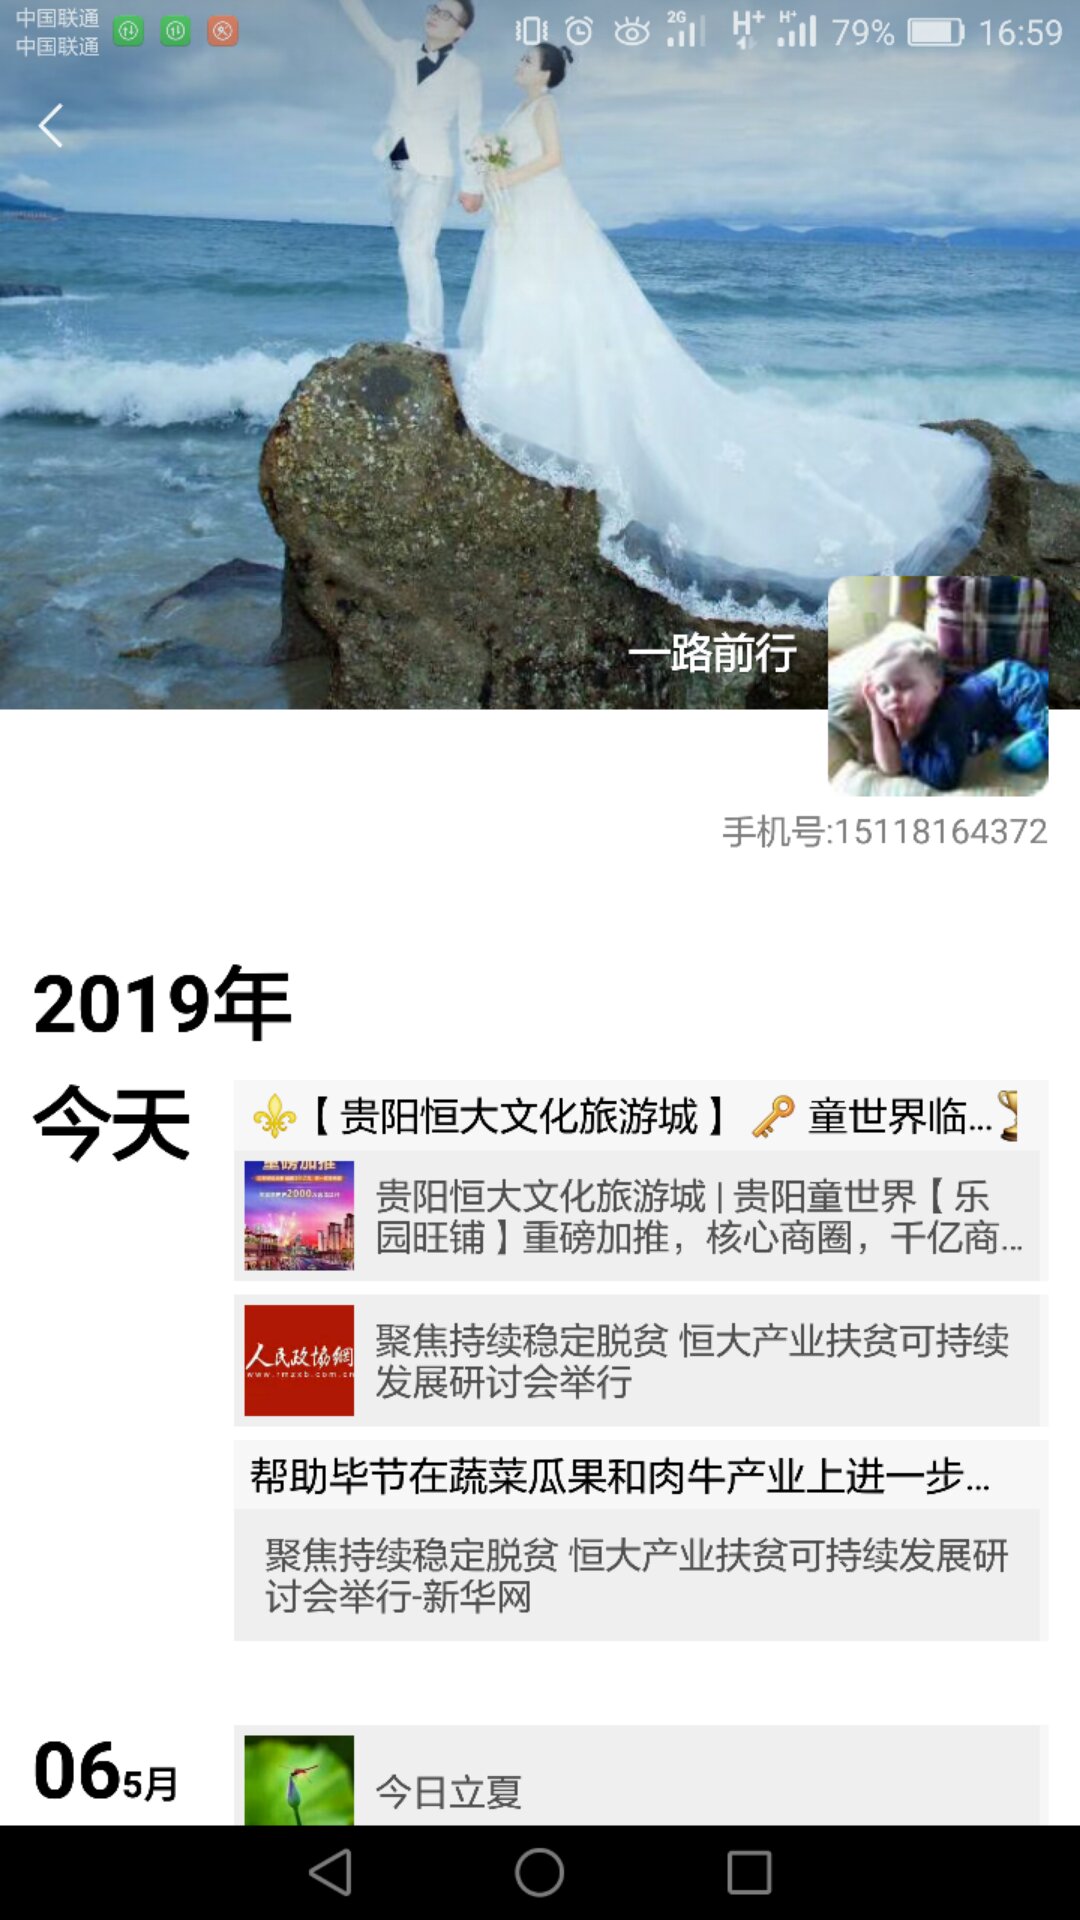 中国联通
中国联通
2G
H+
H+
79%
16:59
一路前行
手机号:15118164372
2019年
今天
【贵阳恒大文化旅游城】 童世界临...
重磅加推
2000
贵阳恒大文化旅游城 | 贵阳童世界【乐
园旺铺】重磅加推，核心商圈，千亿商...
人民政协網
www.rmzxb.com.cn
聚焦持续稳定脱贫 恒大产业扶贫可持续
发展研讨会举行
帮助毕节在蔬菜瓜果和肉牛产业上进一步...
聚焦持续稳定脱贫 恒大产业扶贫可持续发展研
讨会举行-新华网
06 5月
今日立夏